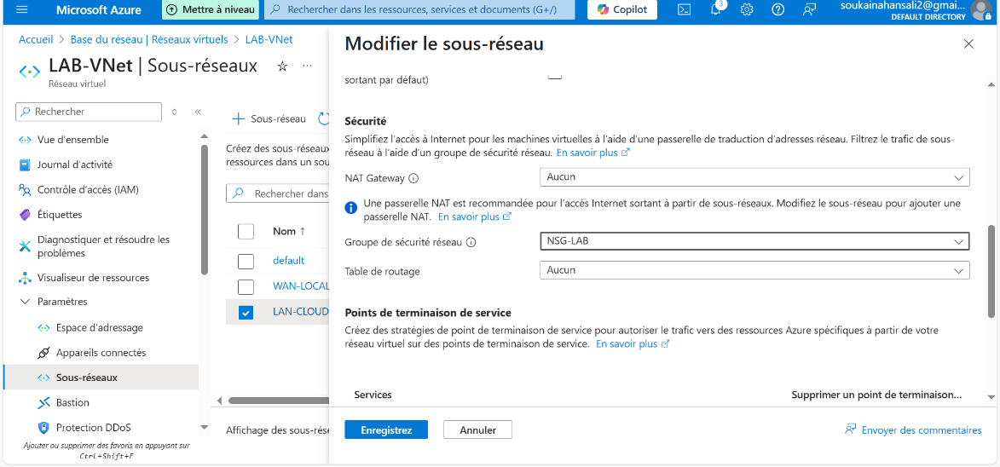 Microsoft Azure
Mettre à niveau
Rechercher dans les ressources, services et documents (G+/)
Copilot
3
soukainahansali2@gmai...
DEFAULT DIRECTORY
Accueil > Base du réseau | Réseaux virtuels > LAB-VNet
LAB-VNet | Sous-réseaux
Réseau virtuel
Rechercher
Vue d'ensemble
Journal d'activité
Contrôle d'accès (IAM)
Étiquettes
Diagnostiquer et résoudre les
problèmes
Visualiseur de ressources
Paramètres
Espace d'adressage
Appareils connectés
Sous-réseaux
Bastion
Protection DDoS
Ajouter ou supprimer des favoris en appuyant sur
Ctrl+Shift+F
Sous-réseau
Créez des sous-réseaux
ressources dans un sou
Rechercher dans
Nom ↑
default
WAN-LOCAL
LAN-CLOUD
Affichage des sous-rése
Modifier le sous-réseau
sortant par défaut)
Sécurité
Simplifiez l'accès à Internet pour les machines virtuelles à l'aide d'une passerelle de traduction d'adresses réseau. Filtrez le trafic de sous-
réseau à l'aide d'un groupe de sécurité réseau. En savoir plus
NAT Gateway
Aucun
Une passerelle NAT est recommandée pour l'accès Internet sortant à partir de sous-réseaux. Modifiez le sous-réseau pour ajouter une
passerelle NAT. En savoir plus
Groupe de sécurité réseau
NSG-LAB
Table de routage
Aucun
Points de terminaison de service
Créez des stratégies de point de terminaison de service pour autoriser le trafic vers des ressources Azure spécifiques à partir de votre
réseau virtuel sur des points de terminaison de service. En savoir plus
Services
Supprimer un point de terminaison...
Enregistrez
Annuler
Envoyer des commentaires